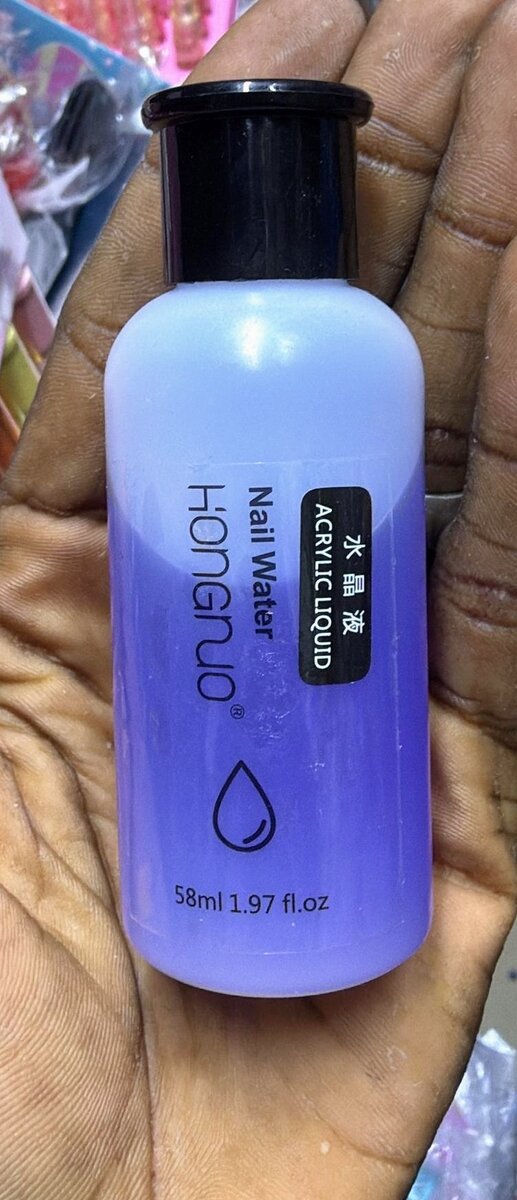 水晶液
ACRYLIC LIQUID
Nail Water
HONGNUO®
58ml 1.97 fl.oz